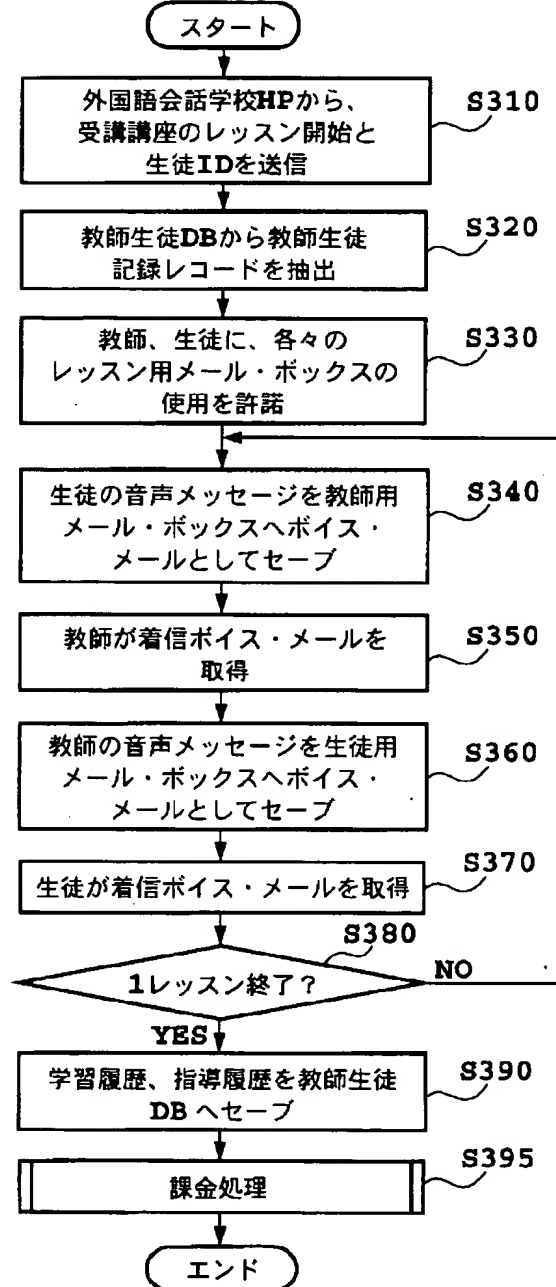 スタート
外国語会話学校HPから、
受講講座のレッスン開始と
生徒IDを送信
S310
教師生徒DBから教師生徒
記録レコードを抽出
S320
教師、生徒に、各々の
レッスン用メール・ボックスの
使用を許諾
S330
生徒の音声メッセージを教師用
メール・ボックスへボイス・
メールとしてセーブ
S340
教師が着信ボイス・メールを
取得
S350
教師の音声メッセージを生徒用
メール・ボックスへボイス・
メールとしてセーブ
S360
生徒が着信ボイス・メールを取得
S370
S380
1レッスン終了?
NO
YES
学習履歴、指導履歴を教師生徒
DBへセーブ
S390
課金処理
S395
エンド